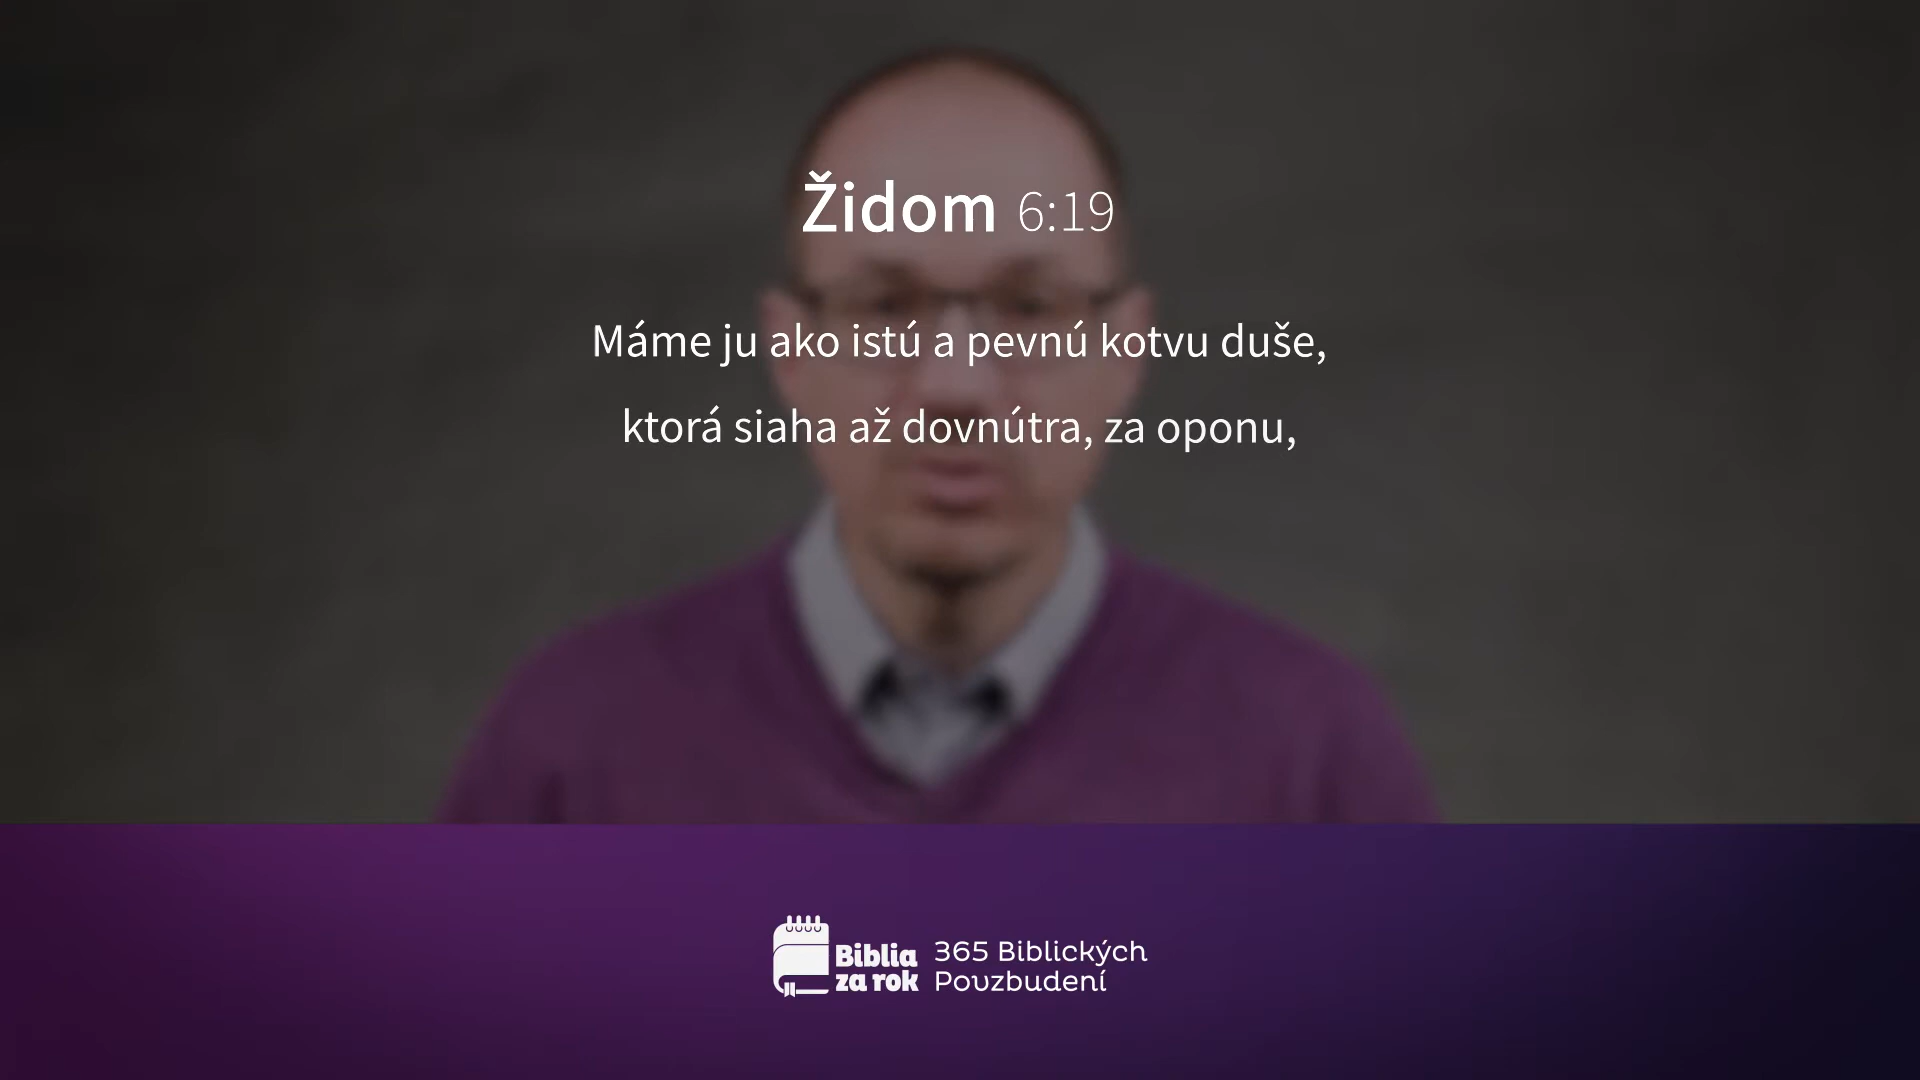 Židom 6:19
Máme ju ako istú a pevnú kotvu duše,
ktorá siaha až dovnútra, za oponu,
Biblia
za rok
365 Biblických
Povzbudení